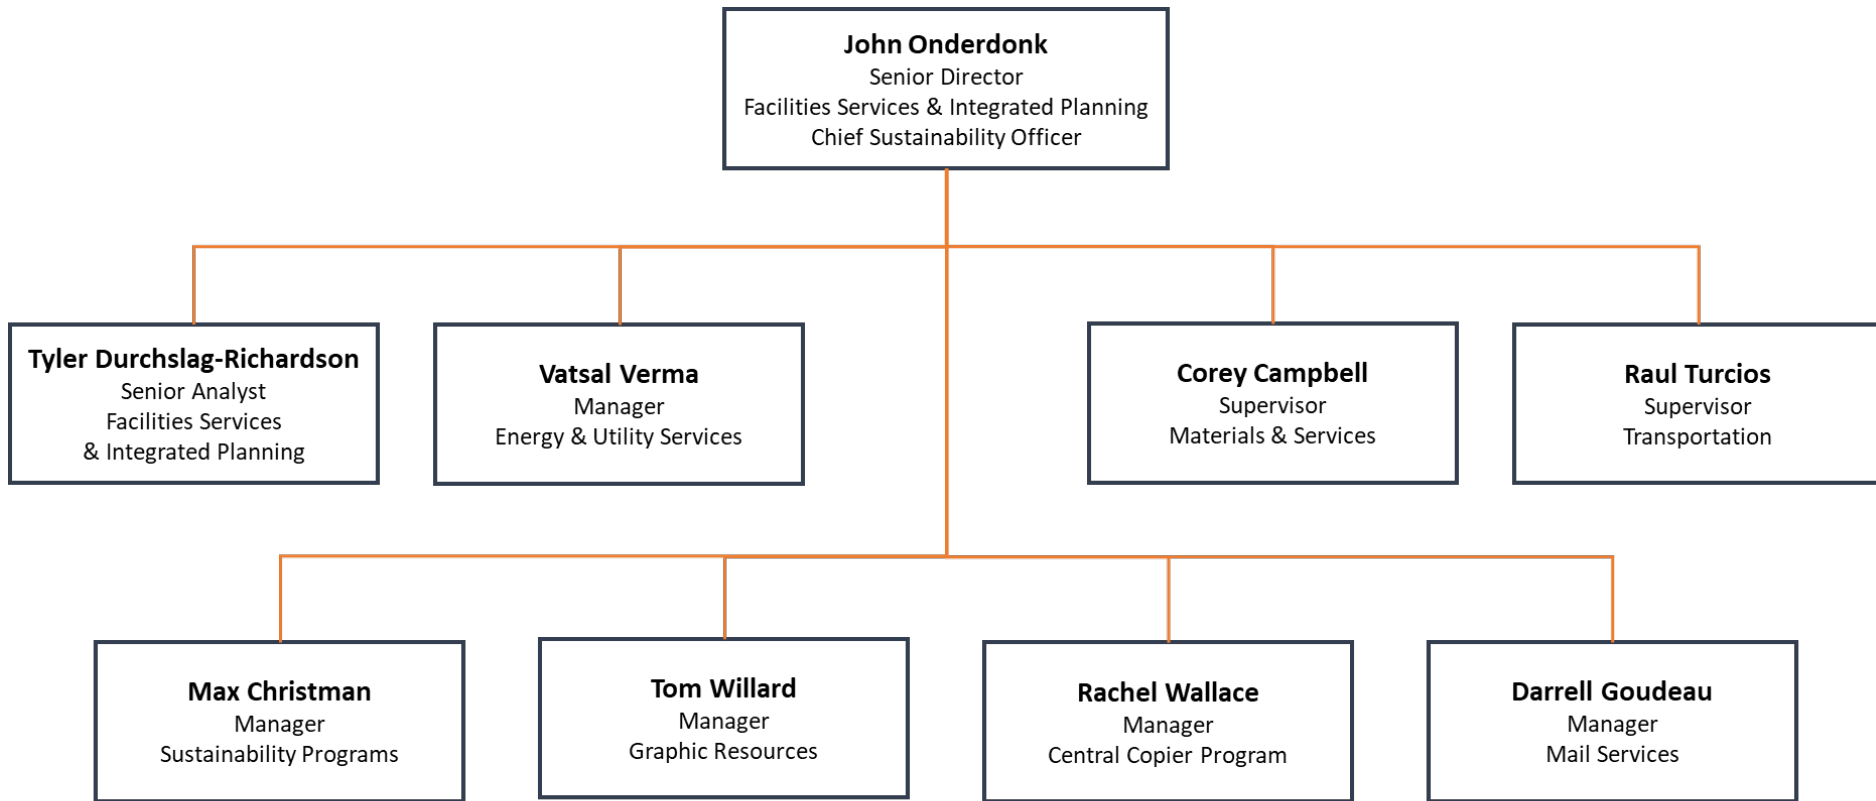 John Onderdonk
Senior Director
Facilities Services & Integrated Planning
Chief Sustainability Officer
Tyler Durchslag-Richardson
Senior Analyst
Facilities Services
& Integrated Planning
Vatsal Verma
Manager
Energy & Utility Services
Corey Campbell
Supervisor
Materials & Services
Raul Turcios
Supervisor
Transportation
Max Christman
Manager
Sustainability Programs
Tom Willard
Manager
Graphic Resources
Rachel Wallace
Manager
Central Copier Program
Darrell Goudeau
Manager
Mail Services